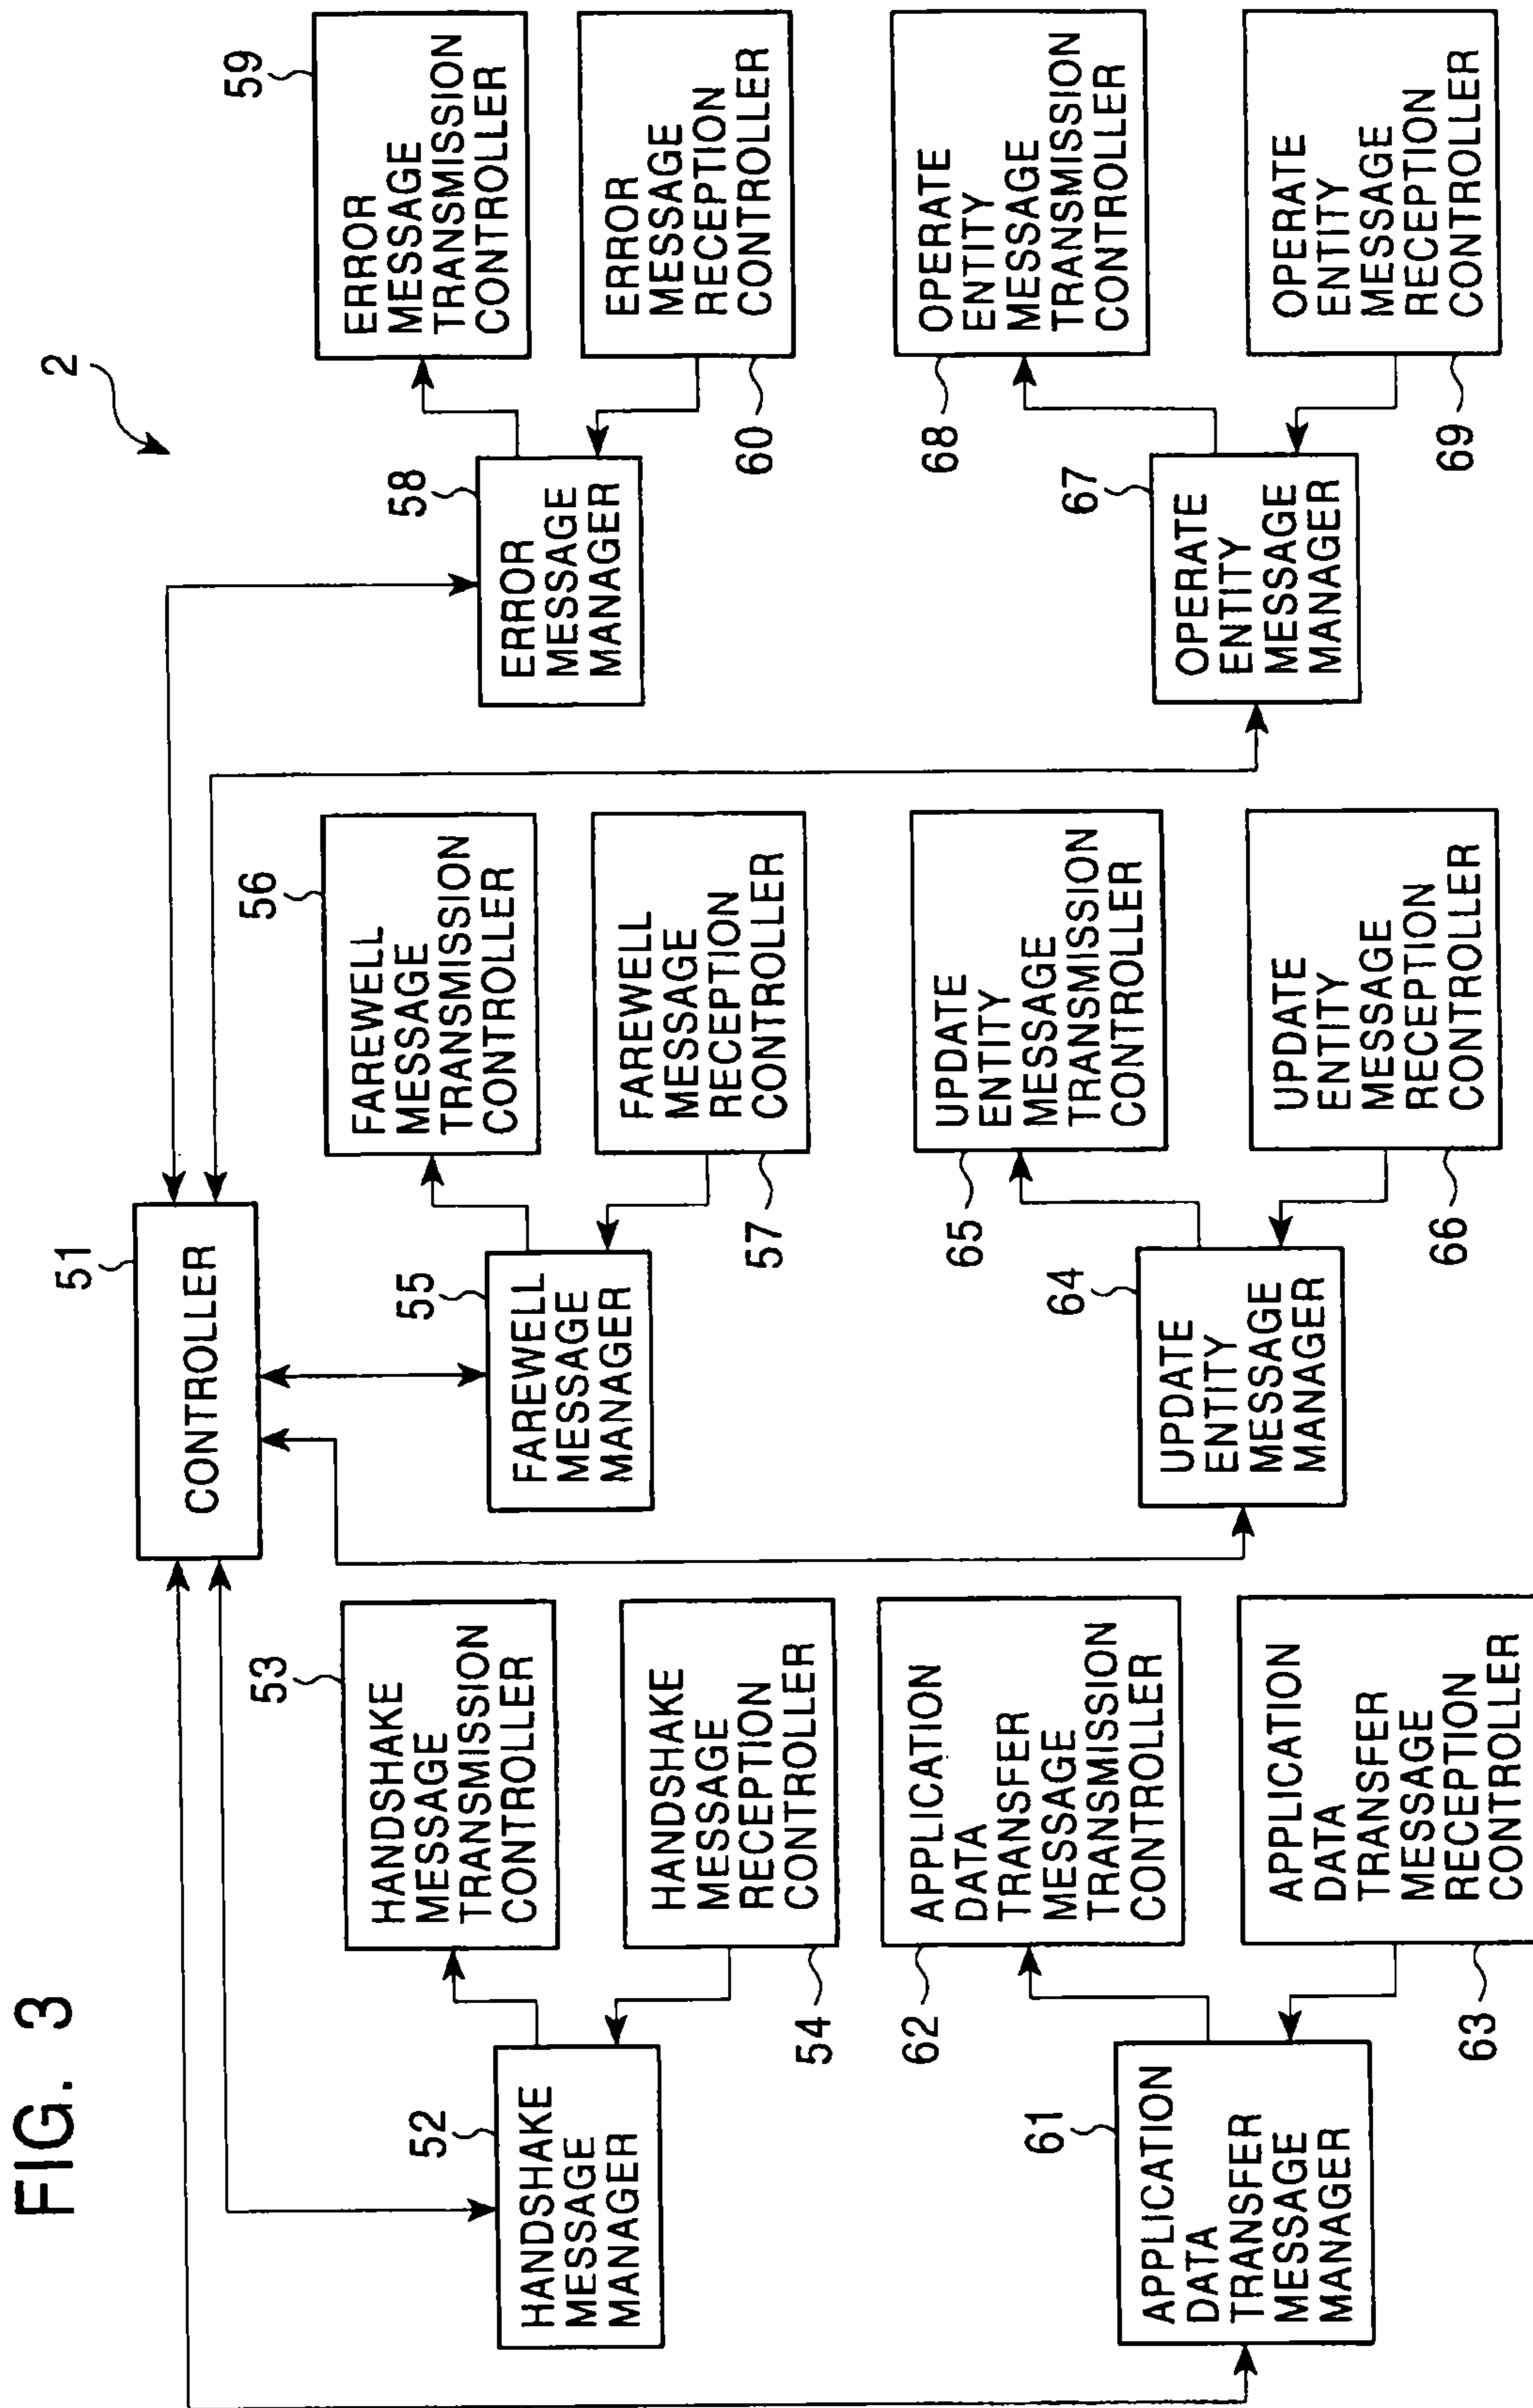 FIG. 3
2
51
CONTROLLER
52
HANDSHAKE
MESSAGE
MANAGER
53
HANDSHAKE
MESSAGE
TRANSMISSION
CONTROLLER
HANDSHAKE
MESSAGE
RECEPTION
CONTROLLER
54
55
FAREWELL
MESSAGE
MANAGER
56
FAREWELL
MESSAGE
TRANSMISSION
CONTROLLER
FAREWELL
MESSAGE
RECEPTION
CONTROLLER
57
58
ERROR
MESSAGE
MANAGER
59
ERROR
MESSAGE
TRANSMISSION
CONTROLLER
ERROR
MESSAGE
RECEPTION
CONTROLLER
60
61
APPLICATION
DATA
TRANSFER
MESSAGE
MANAGER
62
APPLICATION
DATA
TRANSFER
MESSAGE
TRANSMISSION
CONTROLLER
APPLICATION
DATA
TRANSFER
MESSAGE
RECEPTION
CONTROLLER
63
64
UPDATE
ENTITY
MESSAGE
MANAGER
65
UPDATE
ENTITY
MESSAGE
TRANSMISSION
CONTROLLER
UPDATE
ENTITY
MESSAGE
RECEPTION
CONTROLLER
66
67
OPERATE
ENTITY
MESSAGE
MANAGER
68
OPERATE
ENTITY
MESSAGE
TRANSMISSION
CONTROLLER
OPERATE
ENTITY
MESSAGE
RECEPTION
CONTROLLER
69